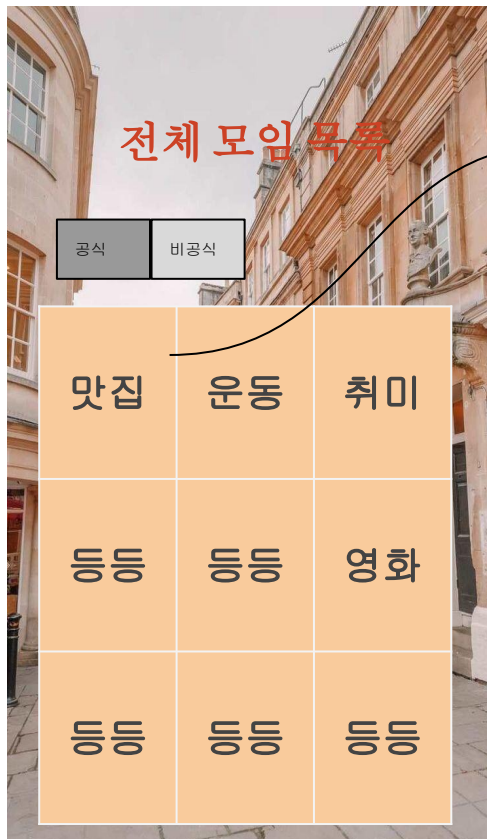 전체 모임 목록
공식 비공식
맛집 운동 취미
등등 등등 영화
등등 등등 등등